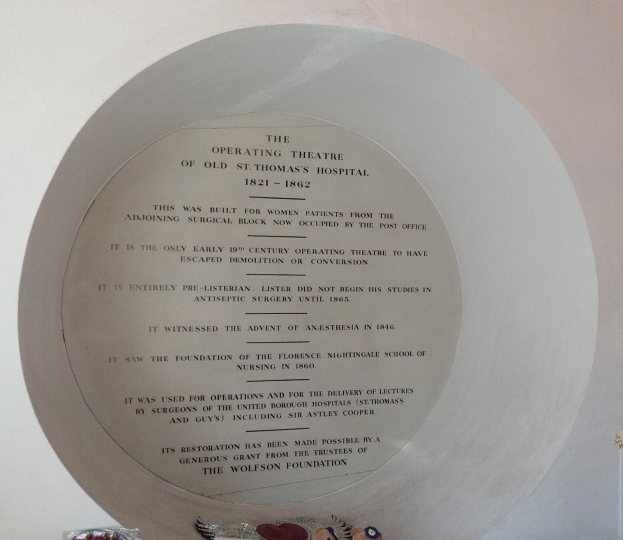 THE
OPERATING THEATRE
OF OLD ST. THOMAS'S HOSPITAL
1821 – 1862
THIS WAS BUILT FOR WOMEN PATIENTS FROM THE
ADJOINING SURGICAL BLOCK NOW OCCUPIED BY THE POST OFFICE
IT IS THE ONLY EARLY 19TH CENTURY OPERATING THEATRE TO HAVE
ESCAPED DEMOLITION OR CONVERSION
IT IS ENTIRELY PRE-LISTERIAN. LISTER DID NOT BEGIN HIS STUDIES IN
ANTISEPTIC SURGERY UNTIL 1865.
IT WITNESSED THE ADVENT OF ANÆSTHESIA IN 1846.
IT SAW THE FOUNDATION OF THE FLORENCE NIGHTINGALE SCHOOL OF
NURSING IN 1860.
IT WAS USED FOR OPERATIONS AND FOR THE DELIVERY OF LECTURES
BY SURGEONS OF THE UNITED BOROUGH HOSPITALS (ST. THOMAS'S
AND GUY'S) INCLUDING SIR ASTLEY COOPER
ITS RESTORATION HAS BEEN MADE POSSIBLE BY A
GENEROUS GRANT FROM THE TRUSTEES OF
THE WOLFSON FOUNDATION